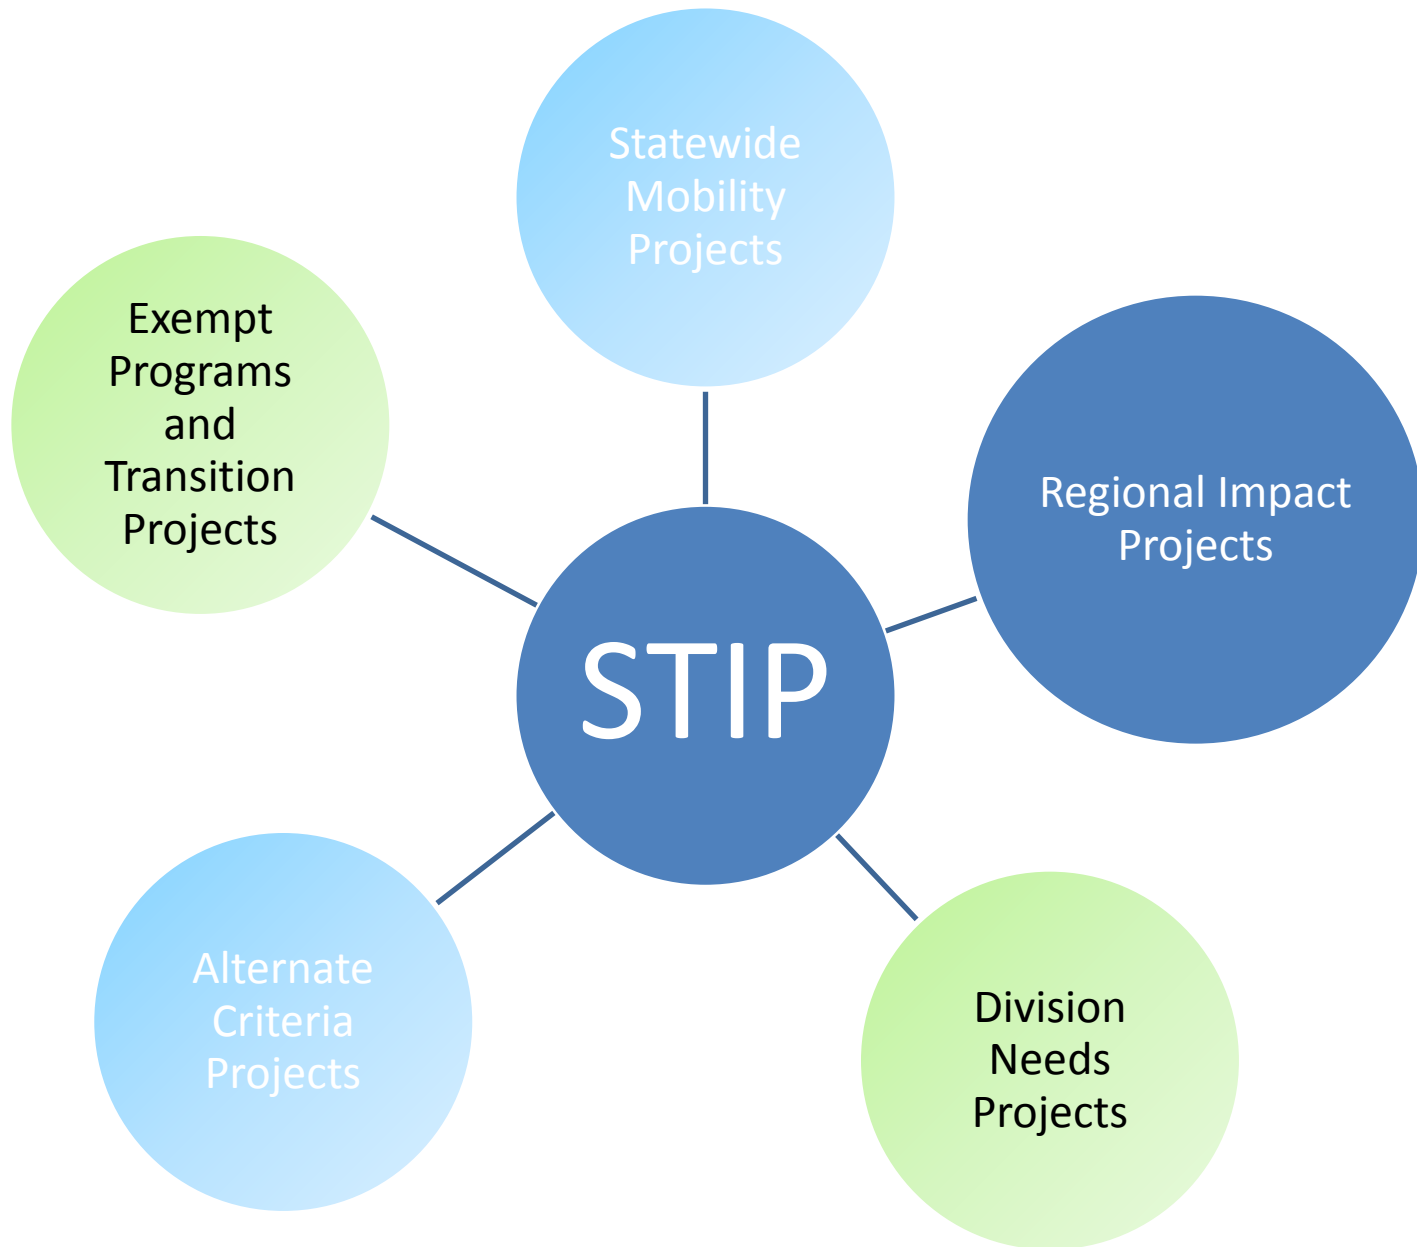 Statewide
Mobility
Projects
Exempt
Programs
and
Transition
Projects
Regional Impact
Projects
STIP
Alternate
Criteria
Projects
Division
Needs
Projects